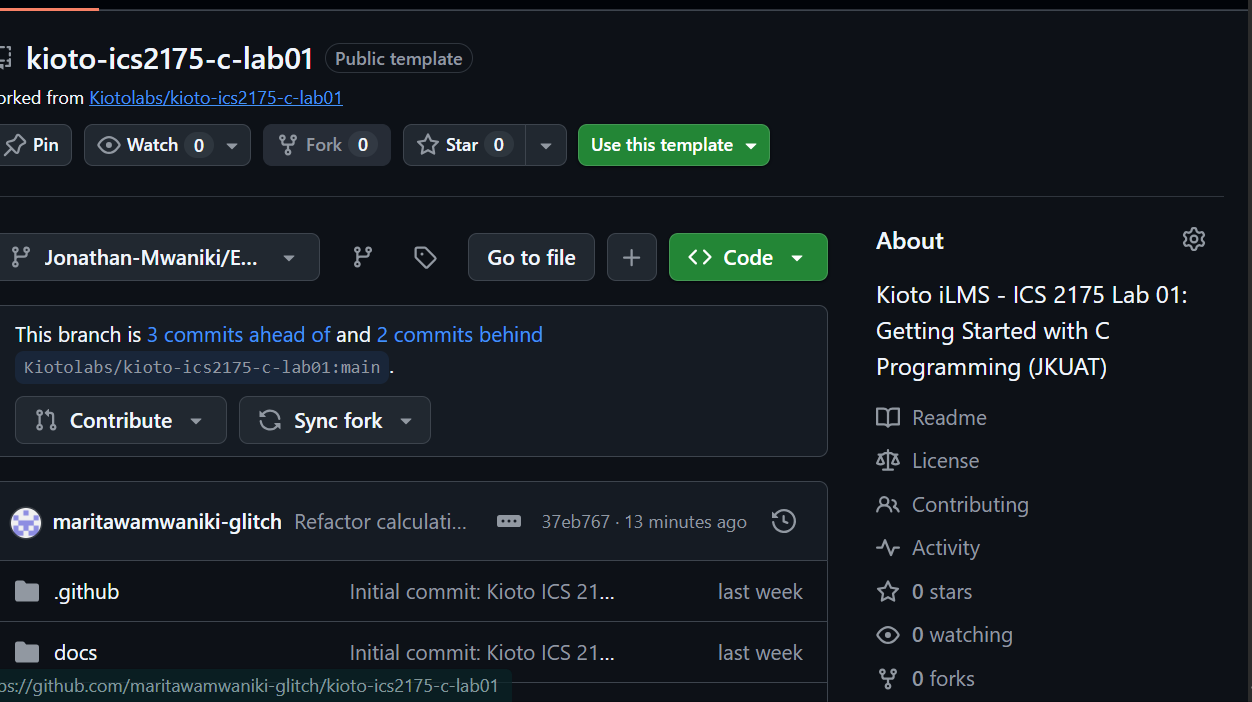 kioto-ics2175-c-lab01 Public template
orked from Kiotolabs/kioto-ics2175-c-lab01
Pin Watch 0 Fork 0 Star 0 Use this template
Jonathan-Mwaniki/E... Go to file Code
This branch is 3 commits ahead of and 2 commits behind
Kiotolabs/kioto-ics2175-c-lab01:main .
Contribute Sync fork
maritawamwaniki-glitch Refactor calculati... 37eb767 · 13 minutes ago
.github Initial commit: Kioto ICS 21... last week
docs Initial commit: Kioto ICS 21... last week
ps://github.com/maritawamwaniki-glitch/kioto-ics2175-c-lab01
About
Kioto iLMS - ICS 2175 Lab 01:
Getting Started with C
Programming (JKUAT)
Readme
License
Contributing
Activity
0 stars
0 watching
0 forks